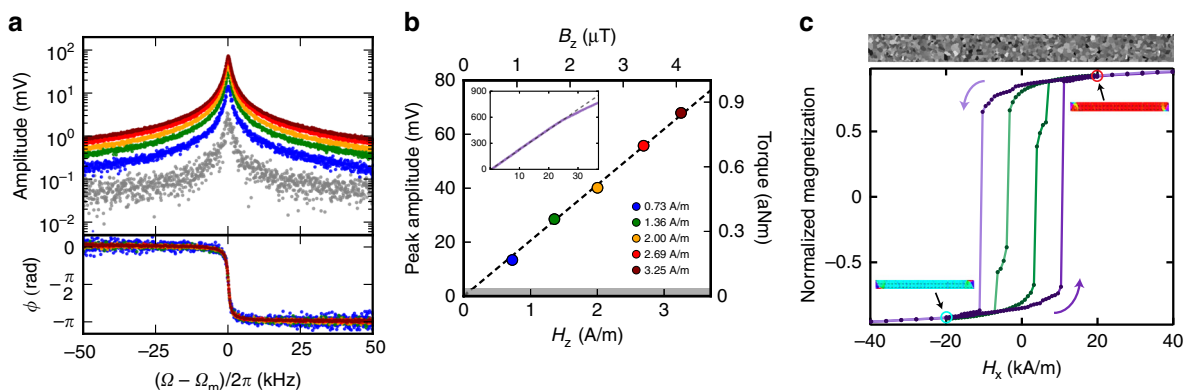 a
Amplitude (mV)
10²
10¹
10⁰
10⁻¹
10⁻²
0
−π/2
−π
ϕ (rad)
−50
−25
0
25
50
(Ω − Ωm)/2π (kHz)
b
Bz (μT)
0 1 2 3 4
Peak amplitude (mV)
80
60
40
20
0
900
600
300
0
0 10 20 30
0.73 A/m
1.36 A/m
2.00 A/m
2.69 A/m
3.25 A/m
0.9
0.6
0.3
0
Torque (aNm)
0 1 2 3
Hz (A/m)
c
Normalized magnetization
0.5
0
−0.5
−40 −20 0 20 40
Hx (kA/m)